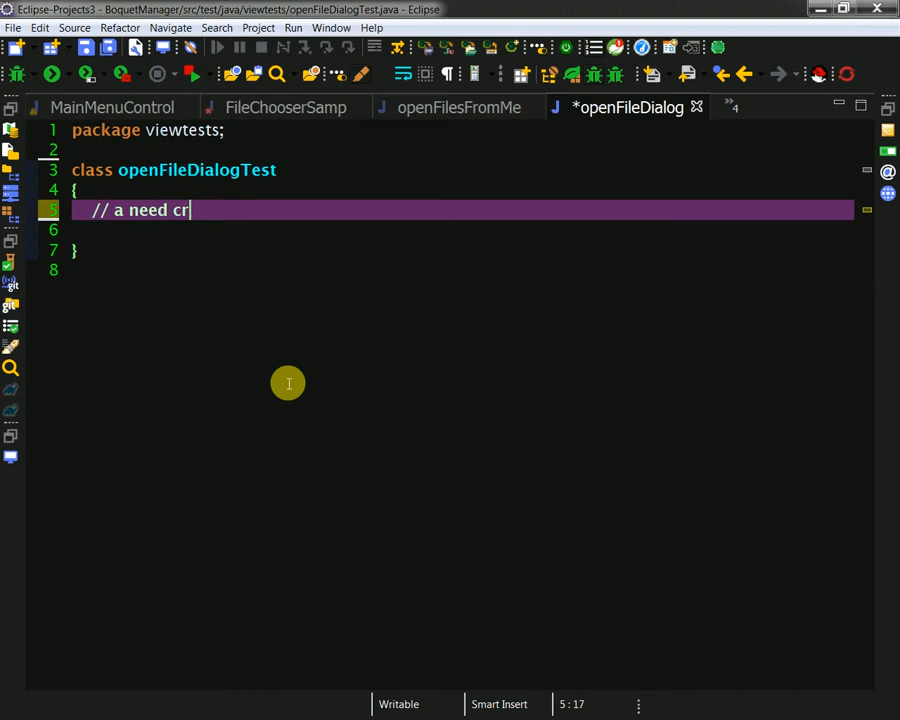 Eclipse-Projects3 - BoquetManager/src/test/java/viewtests/openFileDialogTest.java - Eclipse
File Edit Source Refactor Navigate Search Project Run Window Help
MainMenuControl FileChooserSamp openFilesFromMe *openFileDialog 4
1 package viewtests;
2
3 class openFileDialogTest
4 {
5 // a need cr
6
7 }
8
git
git
Writable Smart Insert 5 : 17